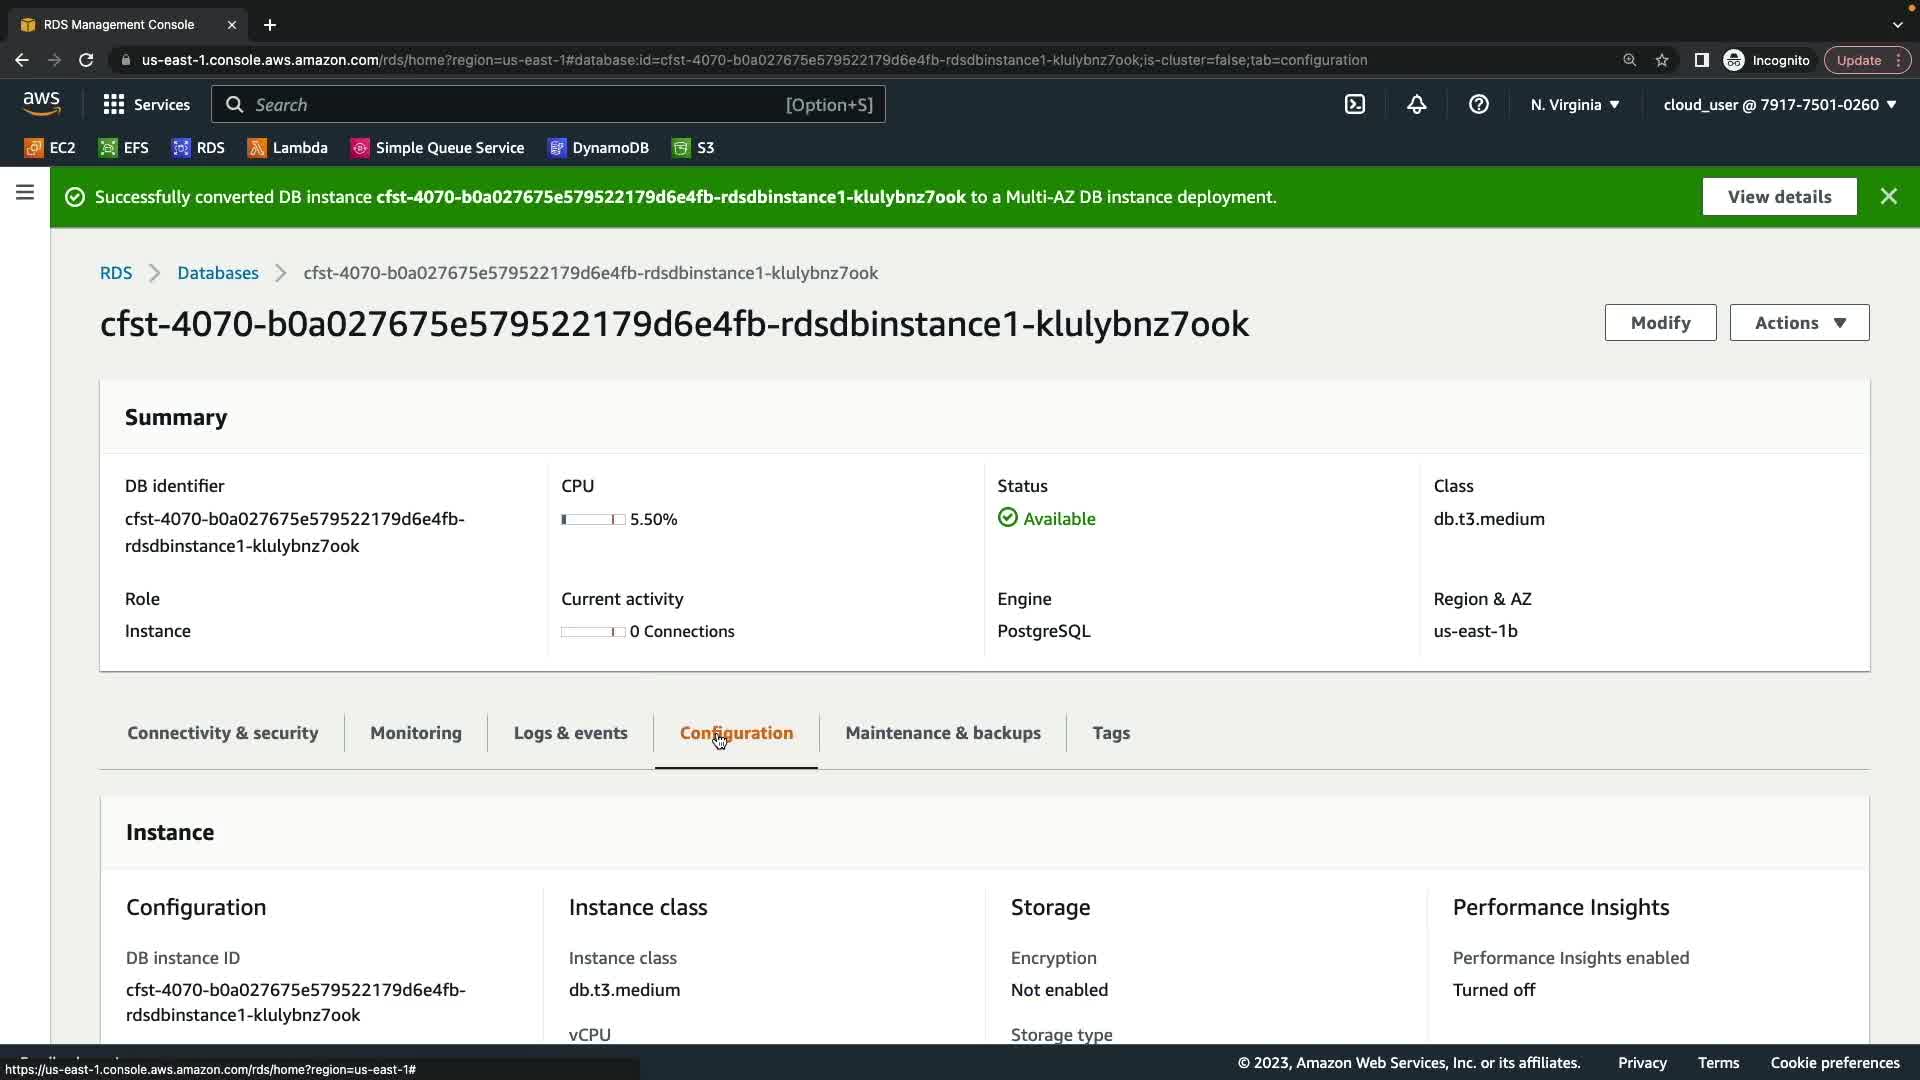 RDS Management Console
us-east-1.console.aws.amazon.com/rds/home?region=us-east-1#database:id=cfst-4070-b0a027675e579522179d6e4fb-rdsdbinstance1-klulybnz7ook;is-cluster=false;tab=configuration
Incognito
Update
aws
Services
Search
[Option+S]
N. Virginia
cloud_user @ 7917-7501-0260
EC2
EFS
RDS
Lambda
Simple Queue Service
DynamoDB
S3
Successfully converted DB instance cfst-4070-b0a027675e579522179d6e4fb-rdsdbinstance1-klulybnz7ook to a Multi-AZ DB instance deployment.
View details
RDS
Databases
cfst-4070-b0a027675e579522179d6e4fb-rdsdbinstance1-klulybnz7ook
cfst-4070-b0a027675e579522179d6e4fb-rdsdbinstance1-klulybnz7ook
Modify
Actions
Summary
DB identifier
cfst-4070-b0a027675e579522179d6e4fb-
rdsdbinstance1-klulybnz7ook
CPU
5.50%
Status
Available
Class
db.t3.medium
Role
Instance
Current activity
0 Connections
Engine
PostgreSQL
Region & AZ
us-east-1b
Connectivity & security
Monitoring
Logs & events
Configuration
Maintenance & backups
Tags
Instance
Configuration
DB instance ID
cfst-4070-b0a027675e579522179d6e4fb-
rdsdbinstance1-klulybnz7ook
Instance class
Instance class
db.t3.medium
vCPU
Storage
Encryption
Not enabled
Storage type
Performance Insights
Performance Insights enabled
Turned off
https://us-east-1.console.aws.amazon.com/rds/home?region=us-east-1#
© 2023, Amazon Web Services, Inc. or its affiliates.
Privacy
Terms
Cookie preferences